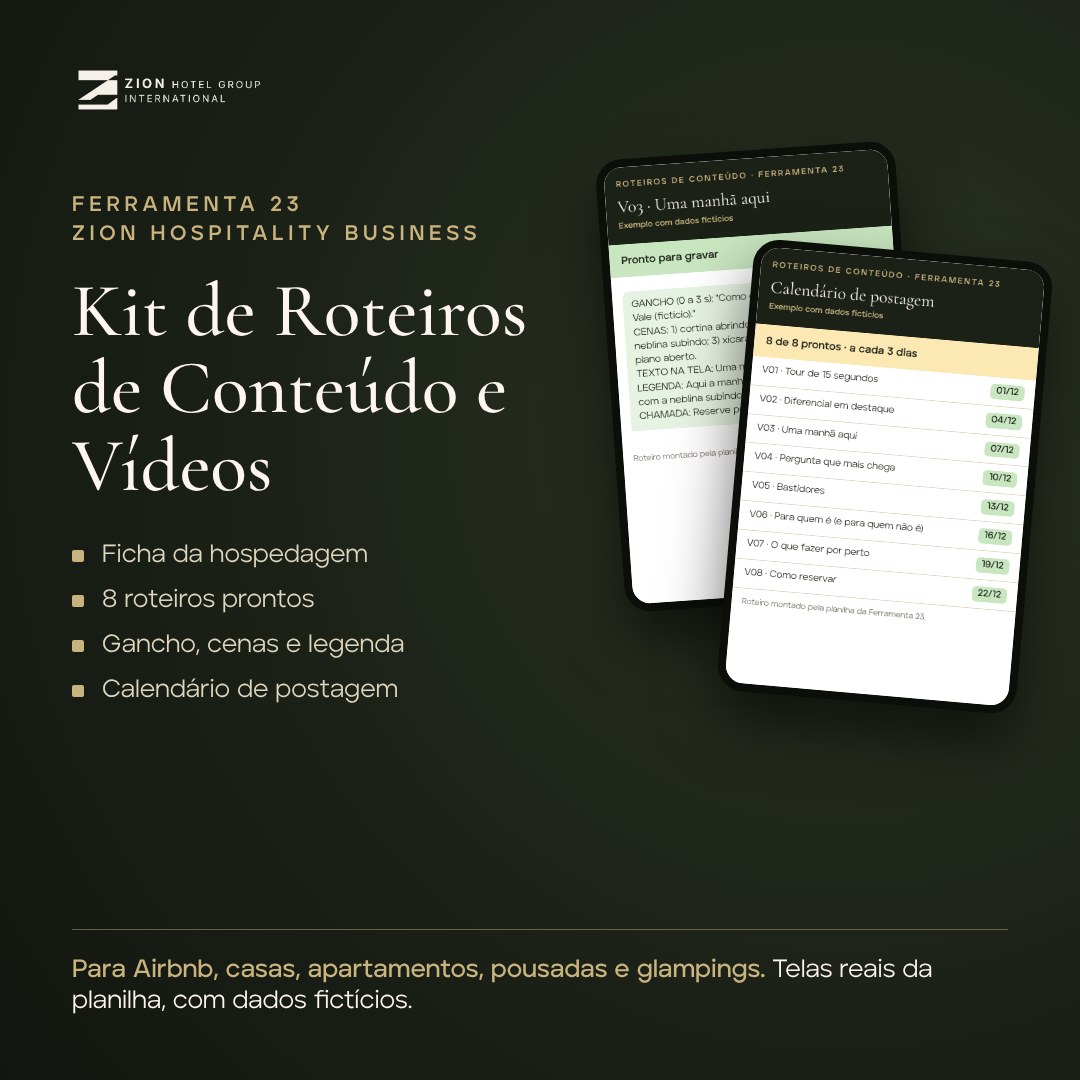 ZION HOTEL GROUP
INTERNATIONAL
FERRAMENTA 23
ZION HOSPITALITY BUSINESS
Kit de Roteiros
de Conteúdo e
Vídeos
Ficha da hospedagem
8 roteiros prontos
Gancho, cenas e legenda
Calendário de postagem
ROTEIROS DE CONTEÚDO · FERRAMENTA 23
V03 · Uma manhã aqui
Exemplo com dados fictícios
Pronto para gravar
GANCHO (0 a 3 s): "Como
Vale (fictício)."
CENAS: 1) cortina abrindo
neblina subindo; 3) xícara
plano aberto.
TEXTO NA TELA: Uma
LEGENDA: Aqui a manh
com a neblina subindo
CHAMADA: Reserve
Roteiro montado pela
ROTEIROS DE CONTEÚDO · FERRAMENTA 23
Calendário de postagem
Exemplo com dados fictícios
8 de 8 prontos · a cada 3 dias
V01 · Tour de 15 segundos 01/12
V02 · Diferencial em destaque 04/12
V03 · Uma manhã aqui 07/12
V04 · Pergunta que mais chega 10/12
V05 · Bastidores 13/12
V06 · Para quem é (e para quem não é) 16/12
V07 · O que fazer por perto 19/12
V08 · Como reservar 22/12
Roteiro montado pela planilha da Ferramenta 23.
Para Airbnb, casas, apartamentos, pousadas e glampings. Telas reais da
planilha, com dados fictícios.